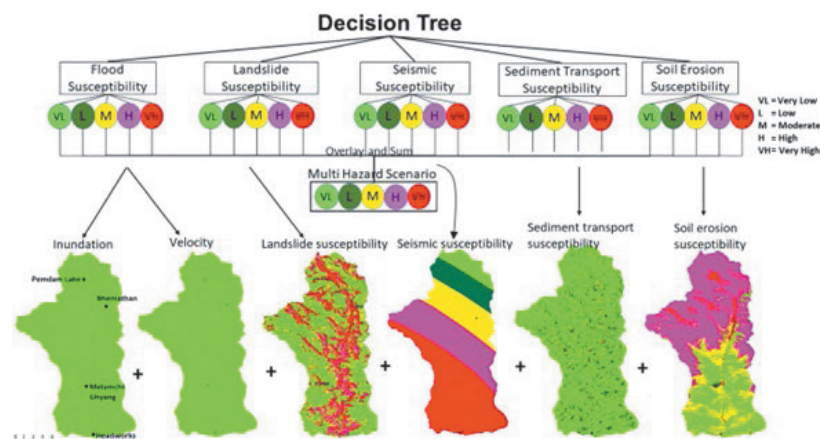 Decision Tree
Flood Susceptibility
Landslide Susceptibility
Seismic Susceptibility
Sediment Transport Susceptibility
Soil Erosion Susceptibility
VL L M H VH
VL L M H VH
VL L M H VH
VL L M H VH
VL L M H VH
VL = Very Low
L = Low
M = Moderate
H = High
VH= Very High
Overlay and Sum
Multi Hazard Scenario
VL L M H VH
Inundation
Velocity
Landslide susceptibility
Seismic susceptibility
Sediment transport susceptibility
Soil erosion susceptibility
Pemdam Lake
+ + + + +
Headworks